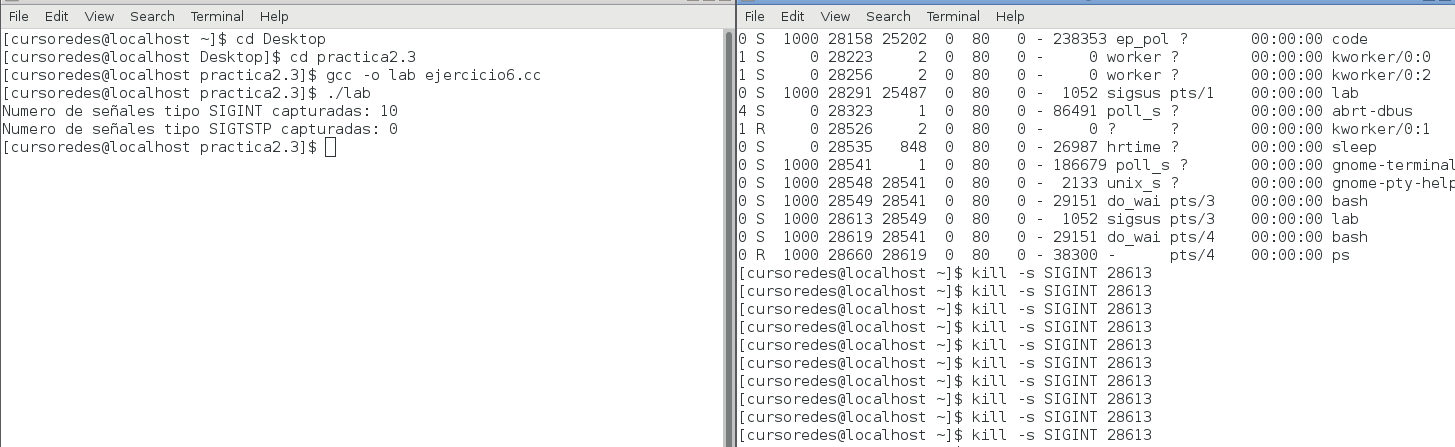 File Edit View Search Terminal Help
[cursoredes@localhost ~]$ cd Desktop
[cursoredes@localhost Desktop]$ cd practica2.3
[cursoredes@localhost practica2.3]$ gcc -o lab ejercicio6.cc
[cursoredes@localhost practica2.3]$ ./lab
Numero de señales tipo SIGINT capturadas: 10
Numero de señales tipo SIGTSTP capturadas: 0
[cursoredes@localhost practica2.3]$
File Edit View Search Terminal Help
0 S 1000 28158 25202 0 80 0 - 238353 ep_pol ? 00:00:00 code
1 S 0 28223 2 0 80 0 - 0 worker ? 00:00:00 kworker/0:0
1 S 0 28256 2 0 80 0 - 0 worker ? 00:00:00 kworker/0:2
0 S 1000 28291 25487 0 80 0 - 1052 sigsus pts/1 00:00:00 lab
4 S 0 28323 1 0 80 0 - 86491 poll_s ? 00:00:00 abrt-dbus
1 R 0 28526 2 0 80 0 - 0 ? ? 00:00:00 kworker/0:1
0 S 0 28535 848 0 80 0 - 26987 hrtime ? 00:00:00 sleep
0 S 1000 28541 1 0 80 0 - 186679 poll_s ? 00:00:00 gnome-terminal
0 S 1000 28548 28541 0 80 0 - 2133 unix_s ? 00:00:00 gnome-pty-help
0 S 1000 28549 28541 0 80 0 - 29151 do_wai pts/3 00:00:00 bash
0 S 1000 28613 28549 0 80 0 - 1052 sigsus pts/3 00:00:00 lab
0 S 1000 28619 28541 0 80 0 - 29151 do_wai pts/4 00:00:00 bash
0 R 1000 28660 28619 0 80 0 - 38300 - pts/4 00:00:00 ps
[cursoredes@localhost ~]$ kill -s SIGINT 28613
[cursoredes@localhost ~]$ kill -s SIGINT 28613
[cursoredes@localhost ~]$ kill -s SIGINT 28613
[cursoredes@localhost ~]$ kill -s SIGINT 28613
[cursoredes@localhost ~]$ kill -s SIGINT 28613
[cursoredes@localhost ~]$ kill -s SIGINT 28613
[cursoredes@localhost ~]$ kill -s SIGINT 28613
[cursoredes@localhost ~]$ kill -s SIGINT 28613
[cursoredes@localhost ~]$ kill -s SIGINT 28613
[cursoredes@localhost ~]$ kill -s SIGINT 28613